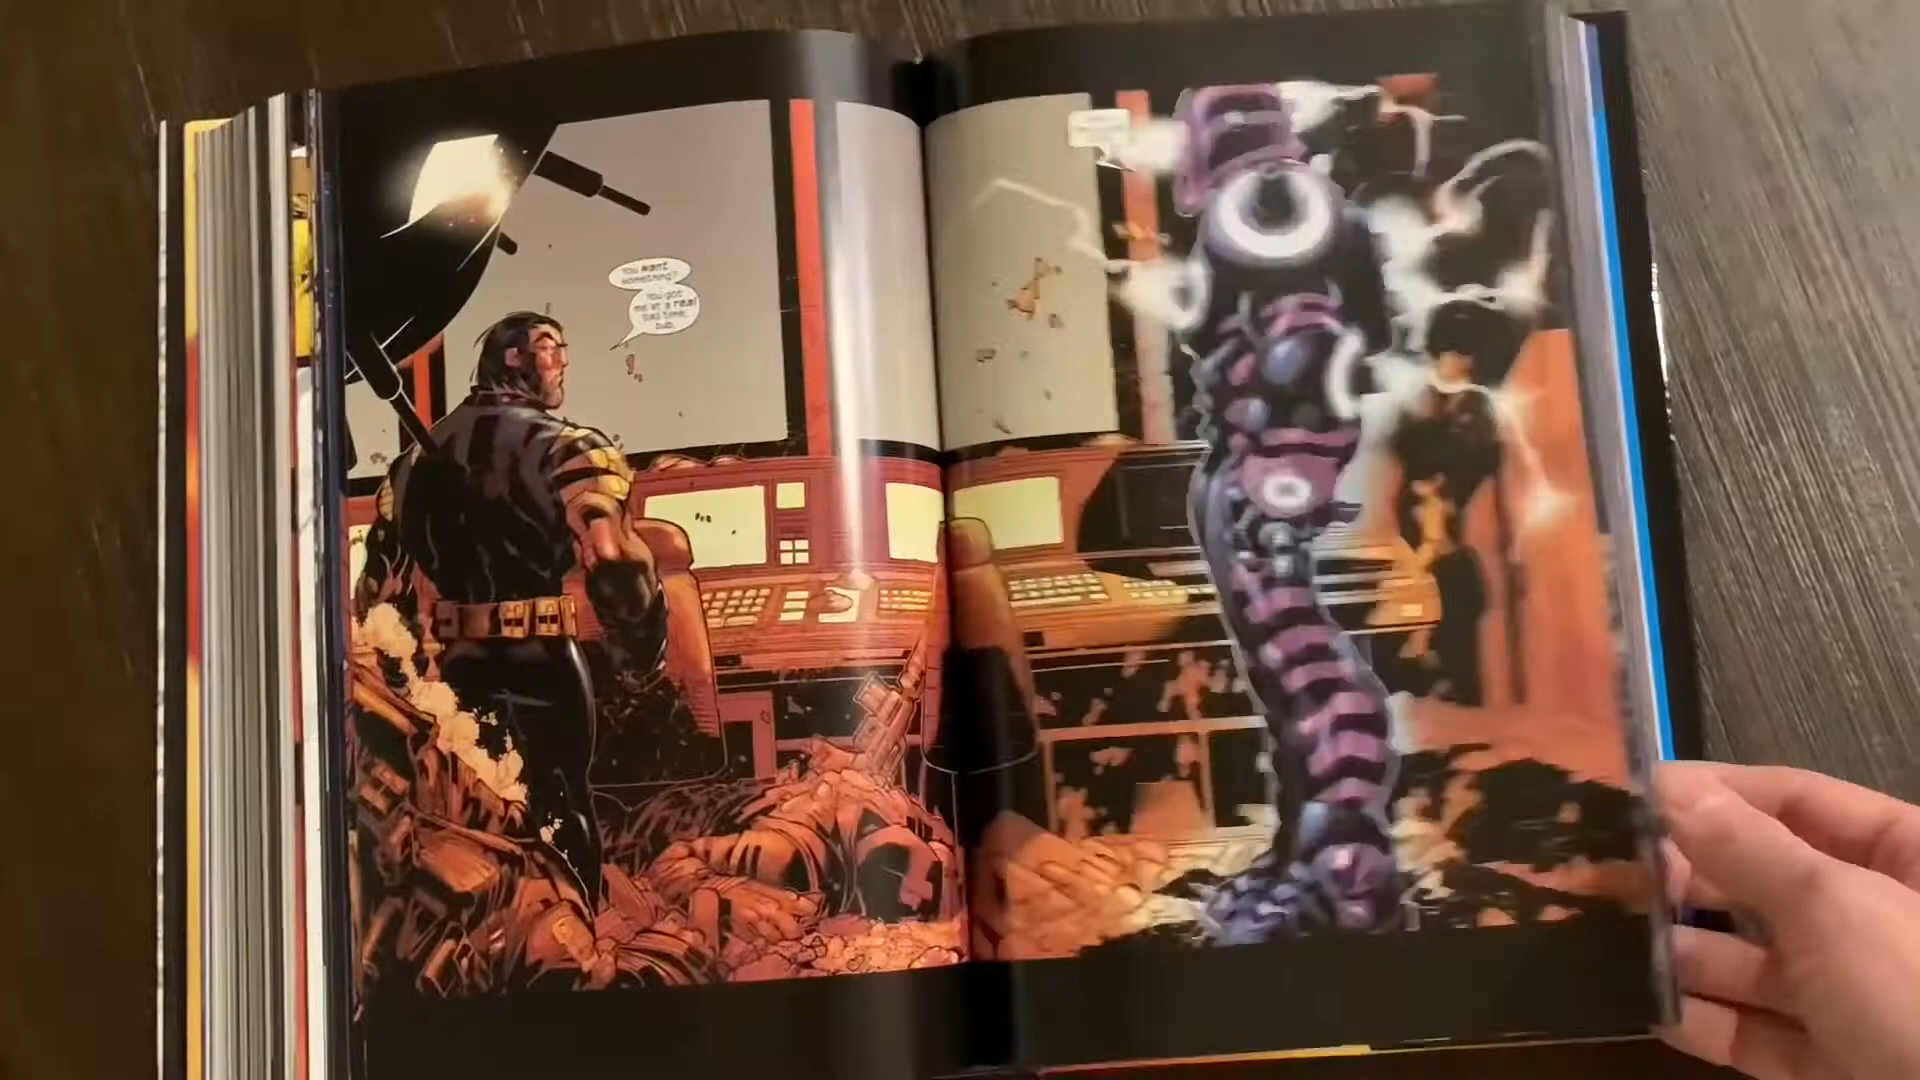 You want
something?
You got
me at a real
bad time,
bub.